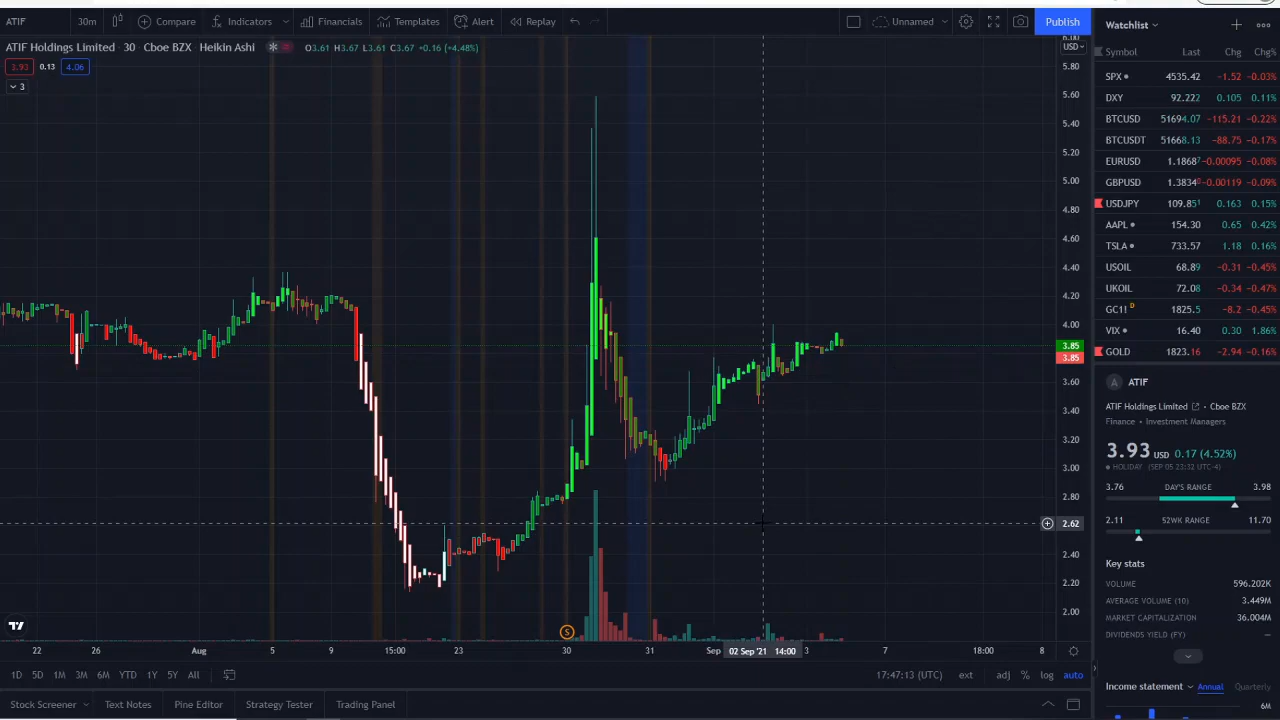 ATIF 30m Compare Indicators Financials Templates Alert Replay Unnamed Publish
ATIF Holdings Limited · 30 Cboe BZX Heikin Ashi O3.61 H3.67 L3.61 C3.67 +0.16 (+4.48%)
3.93 0.13 4.06
3
USD
6.00
5.80
5.60
5.40
5.20
5.00
4.80
4.60
4.40
4.20
4.00
3.85
3.85
3.60
3.40
3.20
3.00
2.80
2.62
2.40
2.20
2.00
S
22 26 Aug 5 9 15:00 23 30 31 Sep 02 Sep '21 14:00 3 7 18:00 8
1D 5D 1M 3M 6M YTD 1Y 5Y All 17:47:13 (UTC) ext adj % log auto
Stock Screener Text Notes Pine Editor Strategy Tester Trading Panel
Watchlist
Symbol Last Chg Chg%
SPX 4535.42 -1.52 -0.03%
DXY 92.222 0.105 0.11%
BTCUSD 51694.07 -115.21 -0.22%
BTCUSDT 51668.13 -88.75 -0.17%
EURUSD 1.1868⁷ -0.00095 -0.08%
GBPUSD 1.3834⁰ -0.00119 -0.09%
USDJPY 109.85¹ 0.163 0.15%
AAPL 154.30 0.65 0.42%
TSLA 733.57 1.18 0.16%
USOIL 68.89 -0.31 -0.45%
UKOIL 72.08 -0.34 -0.47%
GC1! D 1825.5 -8.2 -0.45%
VIX 16.40 0.30 1.86%
GOLD 1823.16 -2.94 -0.16%
A ATIF
ATIF Holdings Limited · Cboe BZX
Finance · Investment Managers
3.93 USD 0.17 (4.52%)
HOLIDAY (SEP 05 23:32 UTC-4)
3.76 DAY'S RANGE 3.98
2.11 52WK RANGE 11.70
Key stats
VOLUME 596.202K
AVERAGE VOLUME (10) 3.449M
MARKET CAPITALIZATION 36.004M
DIVIDENDS YIELD (FY) —
Income statement Annual Quarterly
6M